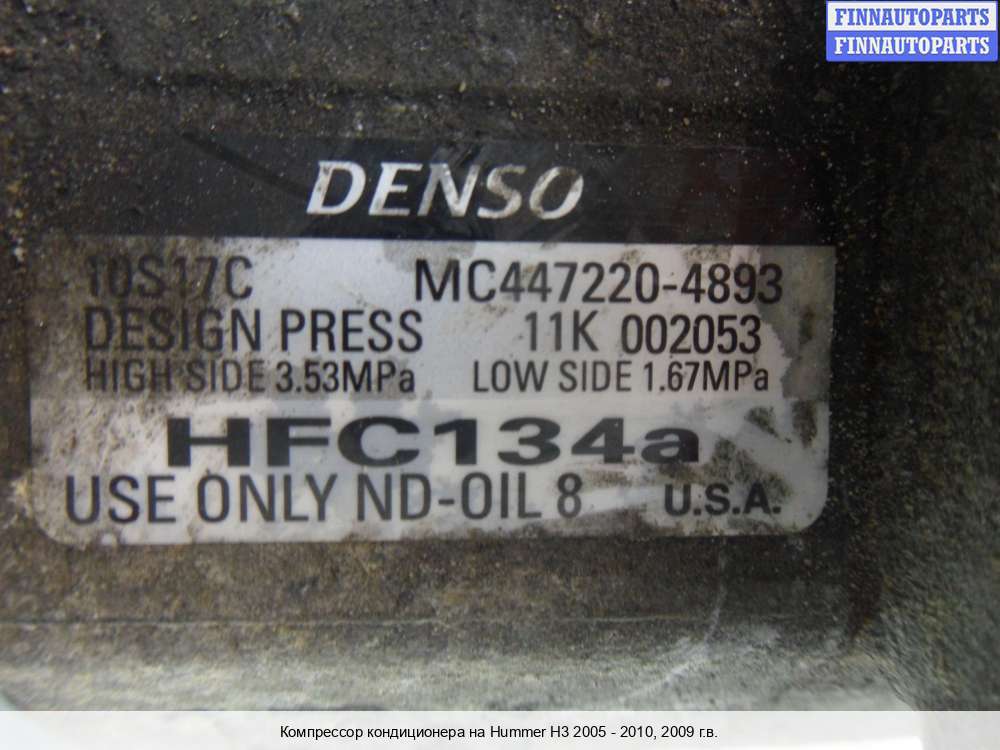 FINNAUTOPARTS
FINNAUTOPARTS
DENSO
10S17C MC447220-4893
DESIGN PRESS 11K 002053
HIGH SIDE 3.53MPa LOW SIDE 1.67MPa
HFC134a
USE ONLY ND-OIL 8 U.S.A.
Компрессор кондиционера на Hummer H3 2005 - 2010, 2009 г.в.